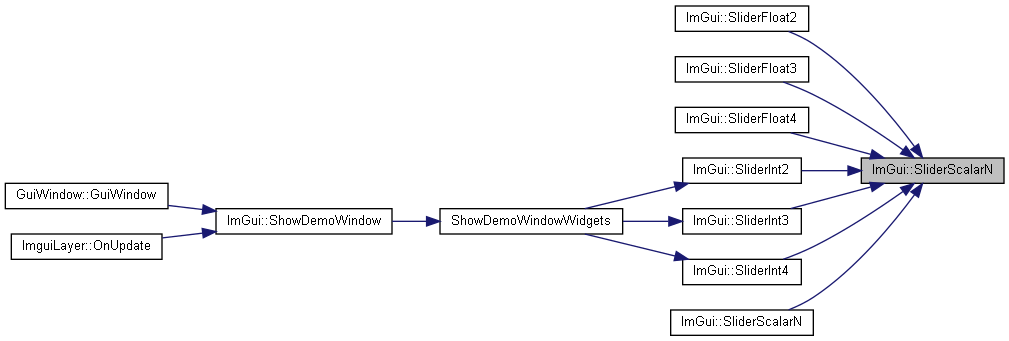 ImGui::SliderFloat2
ImGui::SliderFloat3
ImGui::SliderFloat4
ImGui::SliderInt2
ImGui::SliderScalarN
GuiWindow::GuiWindow
ImGui::ShowDemoWindow
ShowDemoWindowWidgets
ImGui::SliderInt3
ImguiLayer::OnUpdate
ImGui::SliderInt4
ImGui::SliderScalarN